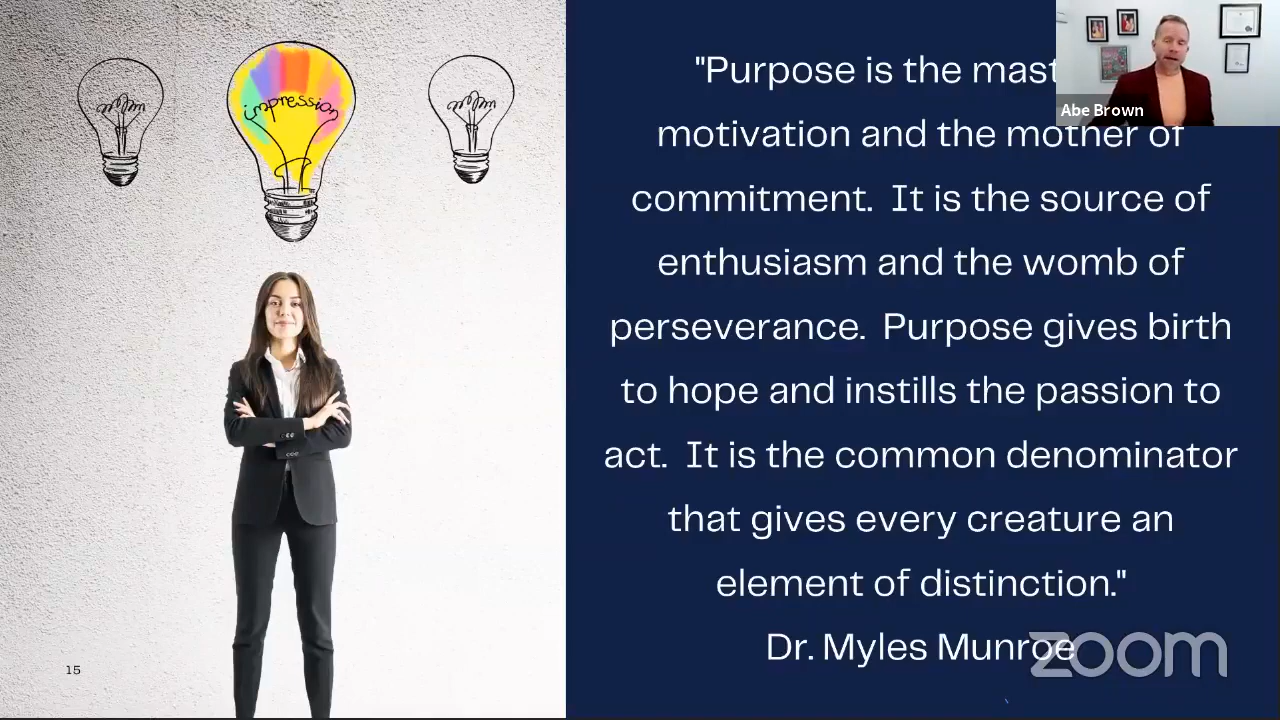 impression
"Purpose is the
motivation and the mother of
commitment. It is the source of
enthusiasm and the womb of
perseverance. Purpose gives birth
to hope and instills the passion to
act. It is the common denominator
that gives every creature an
element of distinction."
Dr. Myles Munroe
Abe Brown
zoom
15